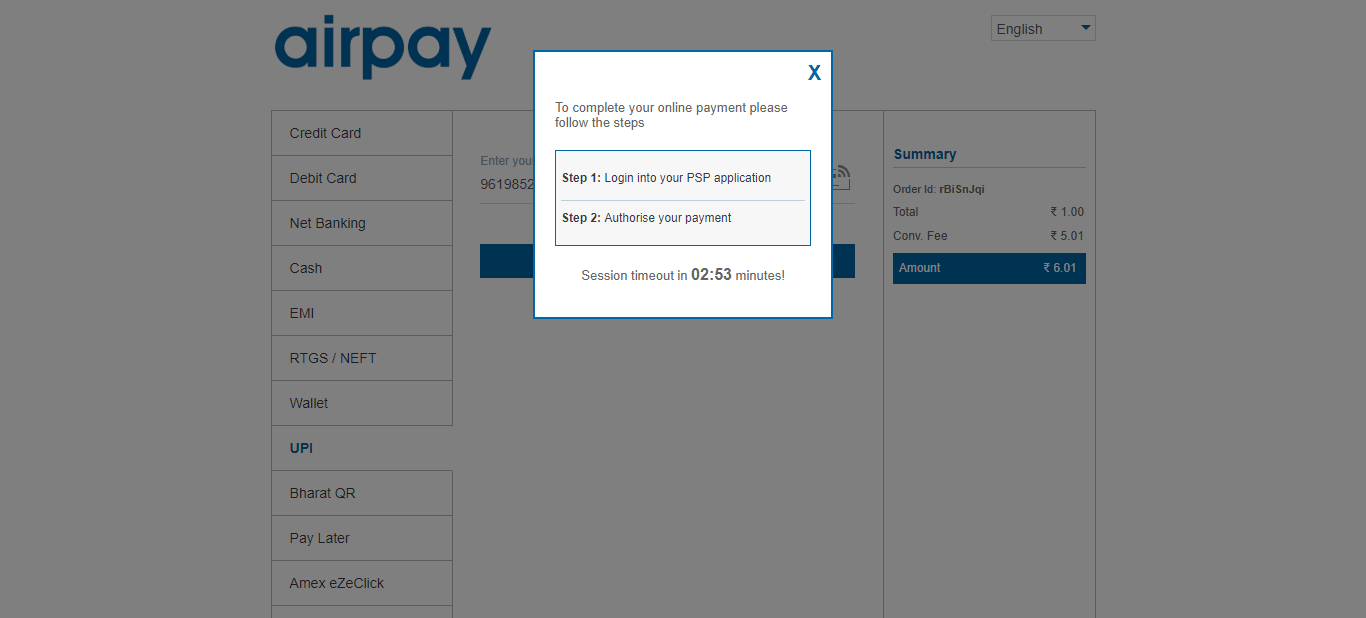 airpay
English
X
To complete your online payment please
follow the steps
Step 1: Login into your PSP application
Step 2: Authorise your payment
Session timeout in 02:53 minutes!
Credit Card
Debit Card
Net Banking
Cash
EMI
RTGS / NEFT
Wallet
UPI
Bharat QR
Pay Later
Amex eZeClick
Enter you
9619852
Summary
Order Id: rBiSnJqi
Total ₹ 1.00
Conv. Fee ₹ 5.01
Amount ₹ 6.01